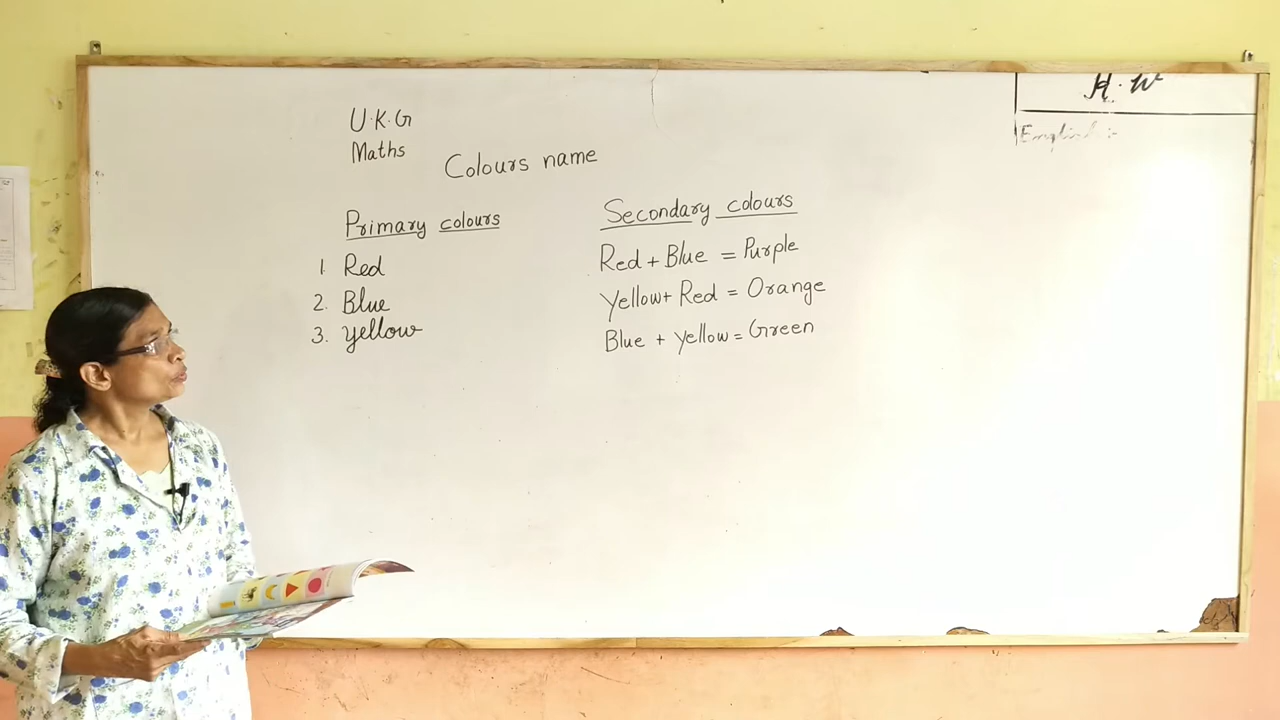 U.K.G
Maths
Colours name
Primary colours
1. Red
2. Blue
3. Yellow
Secondary colours
Red + Blue = Purple
Yellow + Red = Orange
Blue + Yellow = Green
H.W
English :-